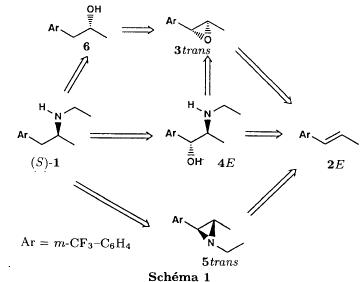 OH
Ar
6
Ar
O
3trans
H
N
Ar
(S)-1
H
N
Ar
OH
4E
Ar
2E
Ar
N
5trans
Ar = m-CF3–C6H4
Schéma 1